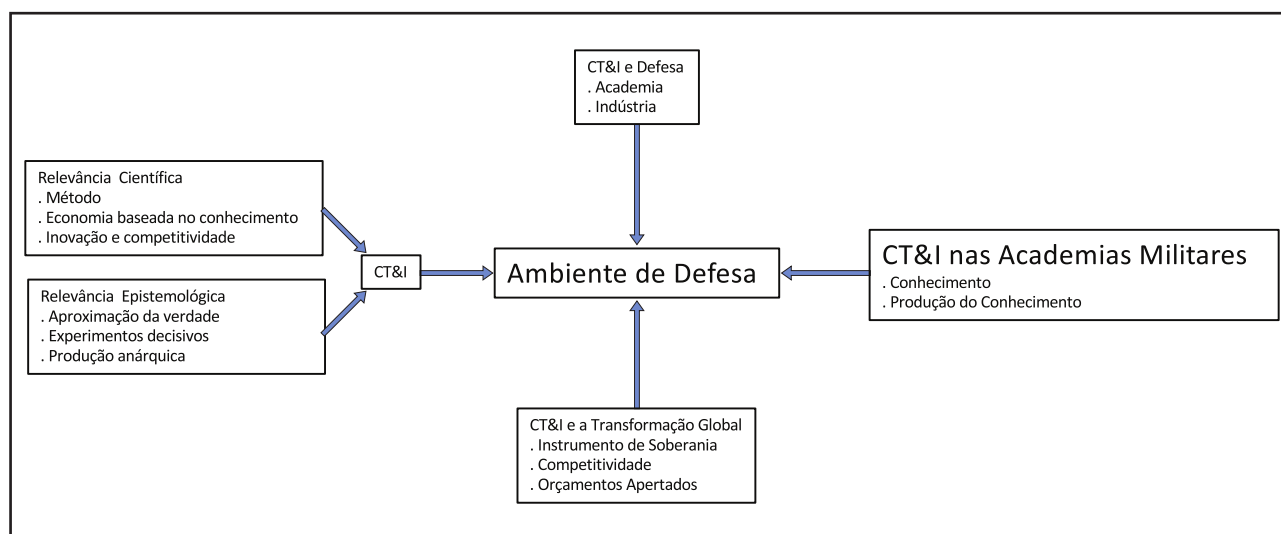 CT&I e Defesa
. Academia
. Indústria
Relevância Científica
. Método
. Economia baseada no conhecimento
. Inovação e competitividade
CT&I
Relevância Epistemológica
. Aproximação da verdade
. Experimentos decisivos
. Produção anárquica
Ambiente de Defesa
CT&I nas Academias Militares
. Conhecimento
. Produção do Conhecimento
CT&I e a Transformação Global
. Instrumento de Soberania
. Competitividade
. Orçamentos Apertados